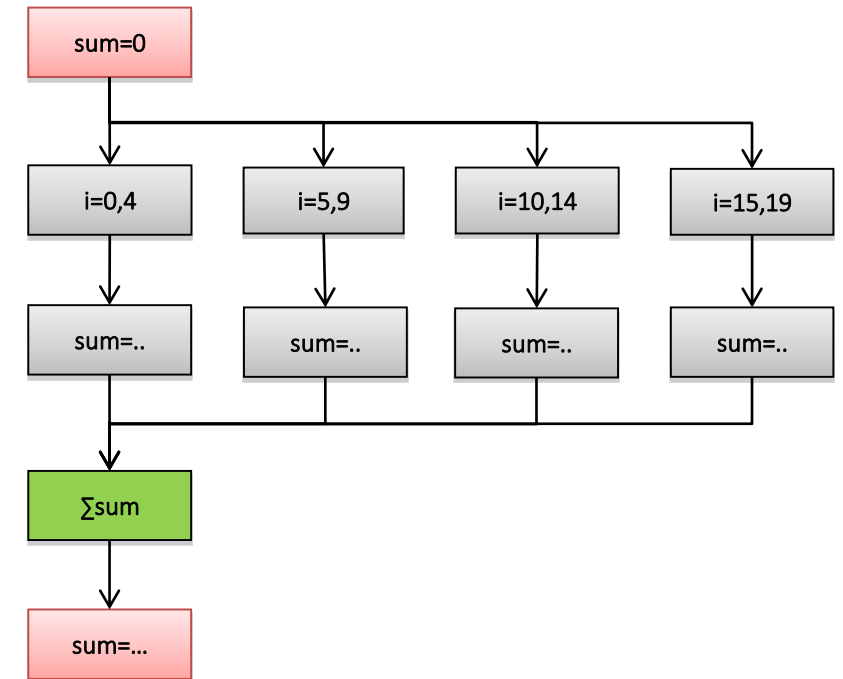 sum=0
i=0,4
i=5,9
i=10,14
i=15,19
sum=..
sum=..
sum=..
sum=..
∑sum
sum=...